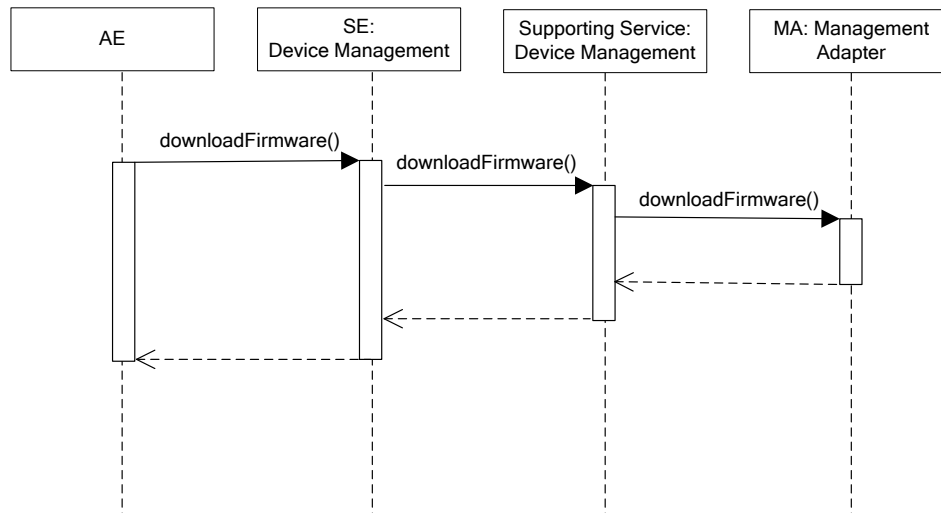 AE
SE:
Device Management
Supporting Service:
Device Management
MA: Management
Adapter
downloadFirmware()
downloadFirmware()
downloadFirmware()